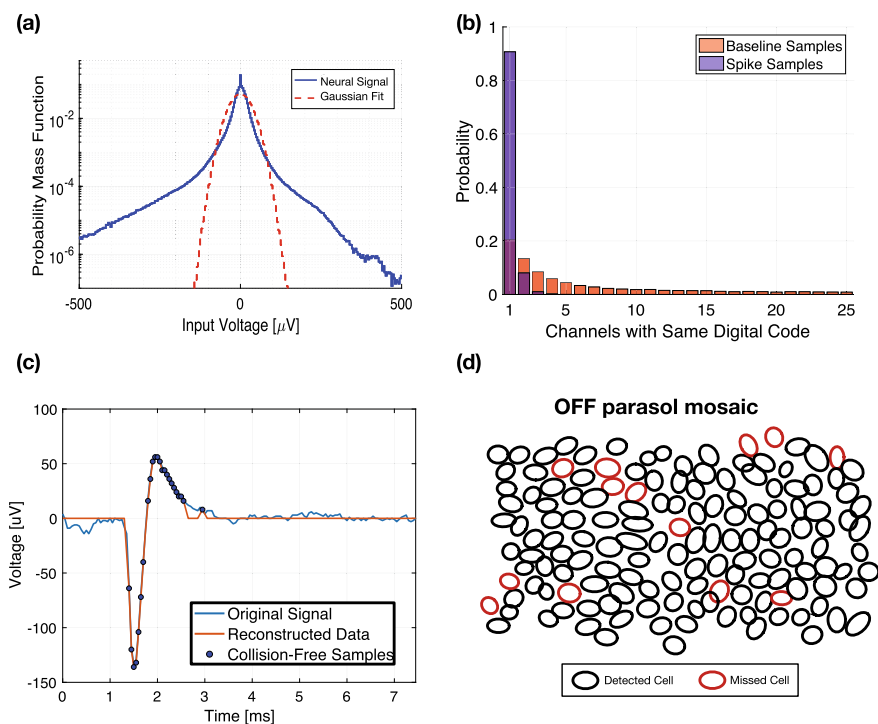 (a)
Neural Signal
Gaussian Fit
10^-2
10^-4
10^-6
Probability Mass Function
-500
0
500
Input Voltage [μV]
(b)
Baseline Samples
Spike Samples
1
0.8
0.6
0.4
0.2
0
Probability
1
5
10
15
20
25
Channels with Same Digital Code
(c)
100
50
0
-50
-100
-150
Voltage [uV]
Original Signal
Reconstructed Data
Collision-Free Samples
0
1
2
3
4
5
6
7
Time [ms]
(d)
OFF parasol mosaic
Detected Cell
Missed Cell